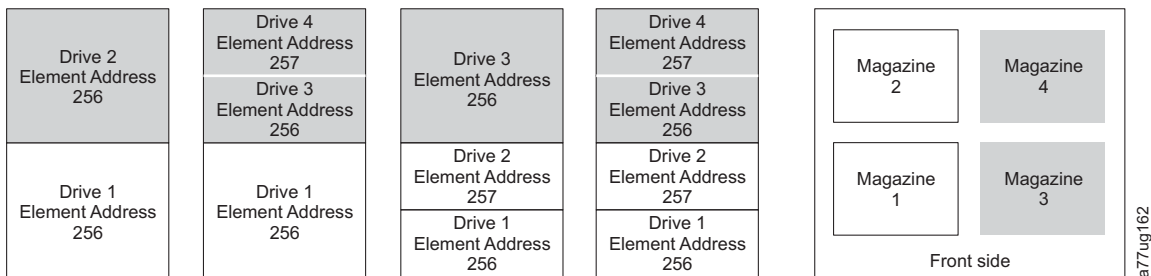 Drive 2
Element Address
256
Drive 1
Element Address
256
Drive 4
Element Address
257
Drive 3
Element Address
256
Drive 1
Element Address
256
Drive 3
Element Address
256
Drive 2
Element Address
257
Drive 1
Element Address
256
Drive 4
Element Address
257
Drive 3
Element Address
256
Drive 2
Element Address
257
Drive 1
Element Address
256
Magazine
2
Magazine
4
Magazine
1
Magazine
3
Front side
a77ug162